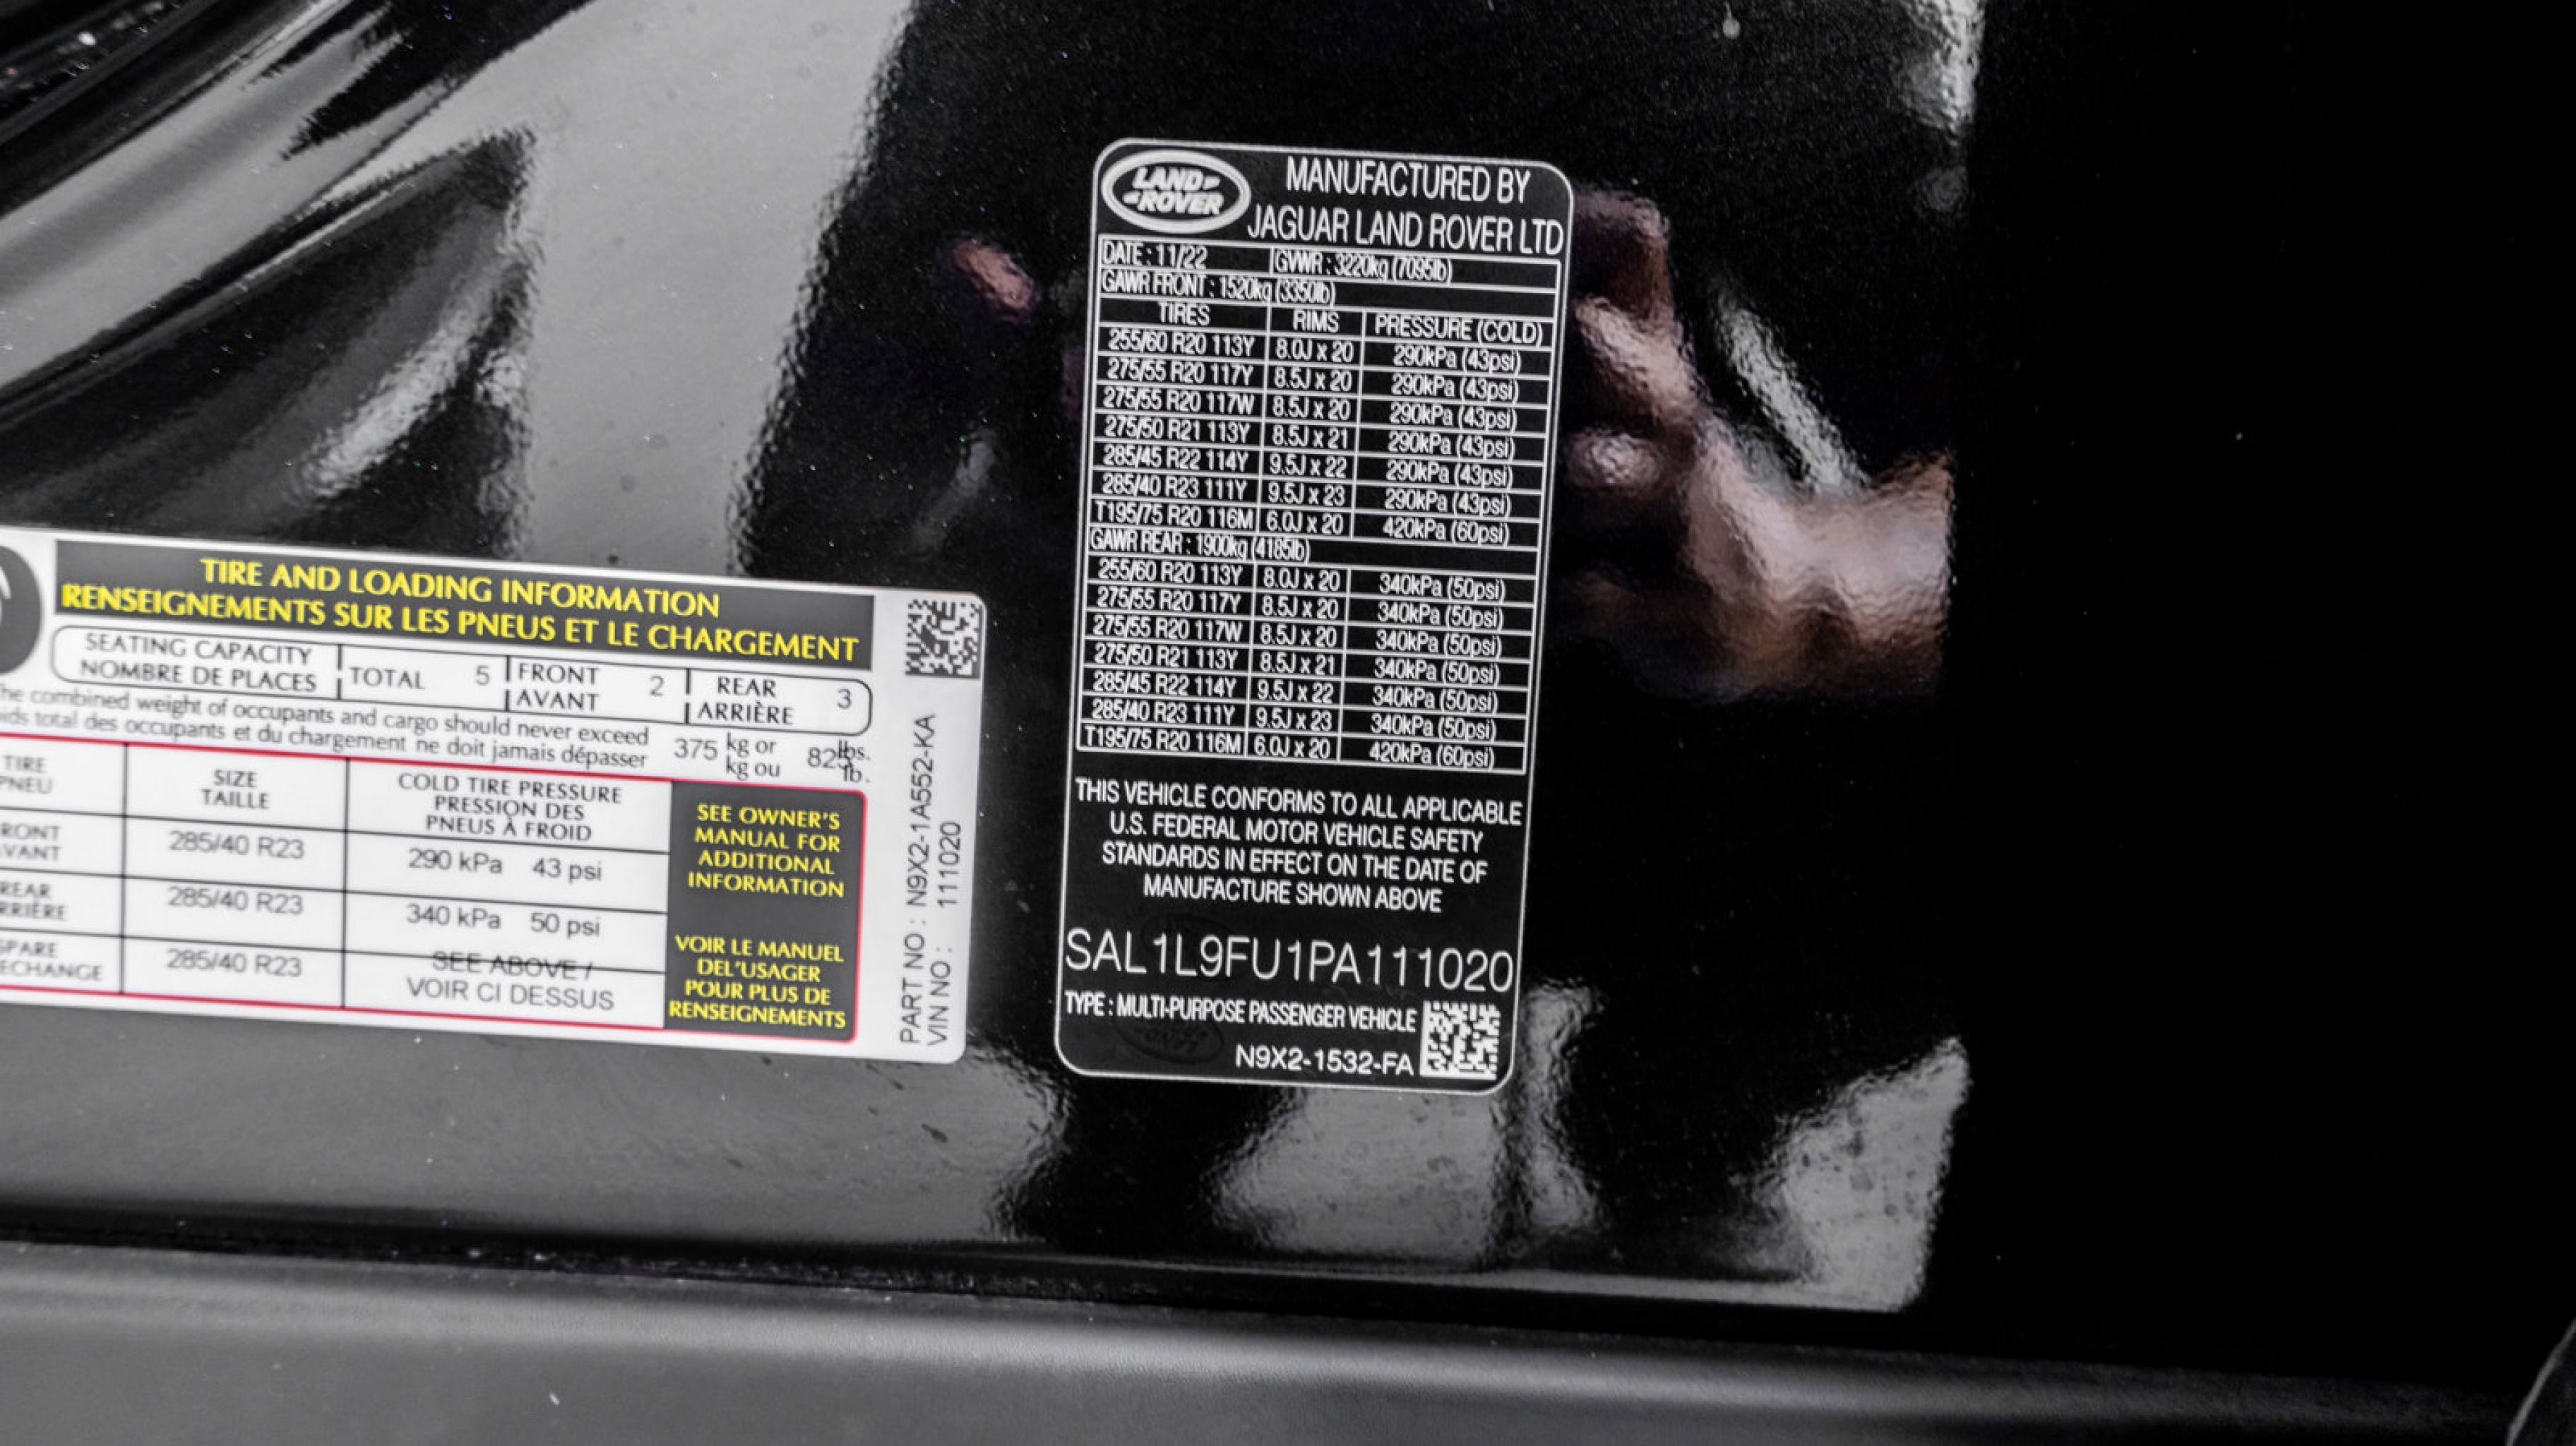 TIRE AND LOADING INFORMATION
RENSEIGNEMENTS SUR LES PNEUS ET LE CHARGEMENT
SEATING CAPACITY
NOMBRE DE PLACES
TOTAL 5
FRONT
AVANT
2
REAR
ARRIÈRE
3
he combined weight of occupants and cargo should never exceed
ids total des occupants et du chargement ne doit jamais dépasser
375 kg or
kg ou
825 lbs.
lb.
TIRE
PNEU
SIZE
TAILLE
COLD TIRE PRESSURE
PRESSION DES
PNEUS À FROID
RONT
VANT
285/40 R23
290 kPa 43 psi
REAR
RRIÈRE
285/40 R23
340 kPa 50 psi
SPARE
ECHANGE
285/40 R23
SEE ABOVE /
VOIR CI DESSUS
SEE OWNER'S
MANUAL FOR
ADDITIONAL
INFORMATION
VOIR LE MANUEL
DEL'USAGER
POUR PLUS DE
RENSEIGNEMENTS
PART NO : N9X2-1A552-KA
VIN NO : 111020
LAND
ROVER
MANUFACTURED BY
JAGUAR LAND ROVER LTD
DATE : 11/22 GVWR : 3220kg (7095lb)
GAWR FRONT : 1520kg (3350lb)
TIRES RIMS PRESSURE (COLD)
255/60 R20 113Y 8.0J x 20 290kPa (43psi)
275/55 R20 117Y 8.5J x 20 290kPa (43psi)
275/55 R20 117W 8.5J x 20 290kPa (43psi)
275/50 R21 113Y 8.5J x 21 290kPa (43psi)
285/45 R22 114Y 9.5J x 22 290kPa (43psi)
285/40 R23 111Y 9.5J x 23 290kPa (43psi)
T195/75 R20 116M 6.0J x 20 420kPa (60psi)
GAWR REAR : 1900kg (4185lb)
255/60 R20 113Y 8.0J x 20 340kPa (50psi)
275/55 R20 117Y 8.5J x 20 340kPa (50psi)
275/55 R20 117W 8.5J x 20 340kPa (50psi)
275/50 R21 113Y 8.5J x 21 340kPa (50psi)
285/45 R22 114Y 9.5J x 22 340kPa (50psi)
285/40 R23 111Y 9.5J x 23 340kPa (50psi)
T195/75 R20 116M 6.0J x 20 420kPa (60psi)
THIS VEHICLE CONFORMS TO ALL APPLICABLE
U.S. FEDERAL MOTOR VEHICLE SAFETY
STANDARDS IN EFFECT ON THE DATE OF
MANUFACTURE SHOWN ABOVE
SAL1L9FU1PA111020
TYPE : MULTI-PURPOSE PASSENGER VEHICLE
N9X2-1532-FA